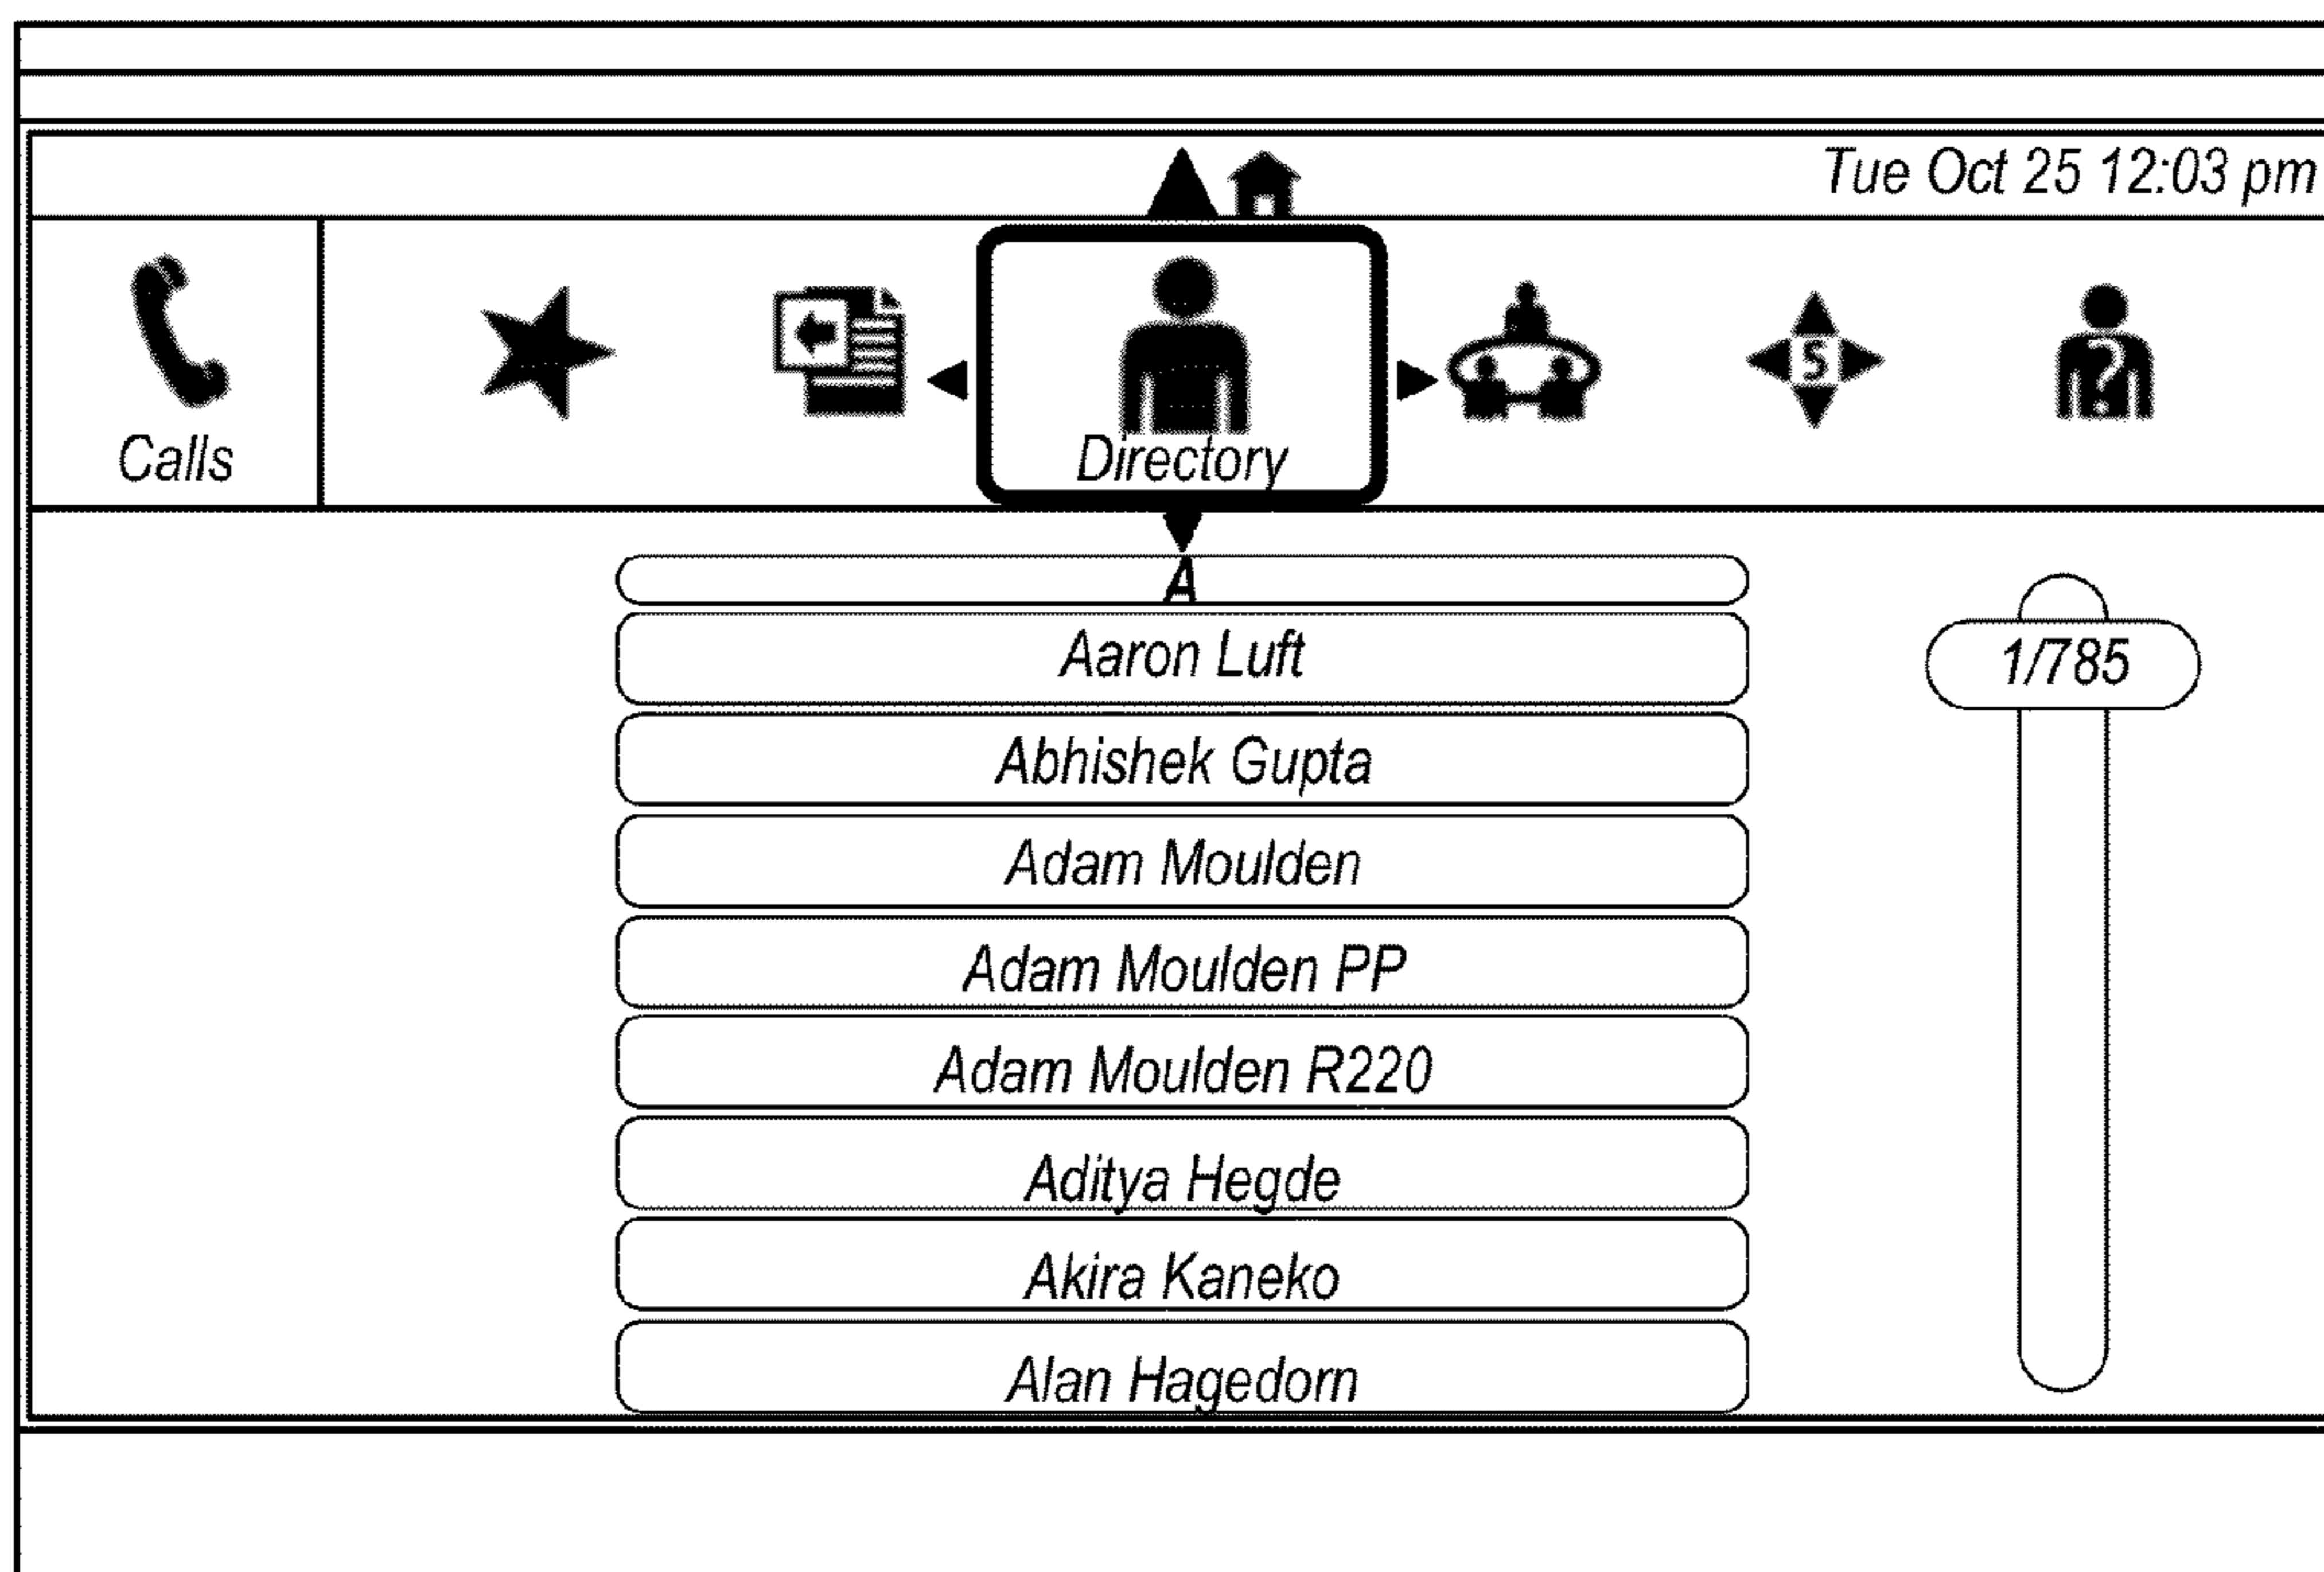 Tue Oct 25 12:03 pm
S
?
Calls
Directory
A
Aaron Luft
1/785
Abhishek Gupta
Adam Moulden
Adam Moulden PP
Adam Moulden R220
Aditya Hegde
Akira Kaneko
Alan Hagedorn